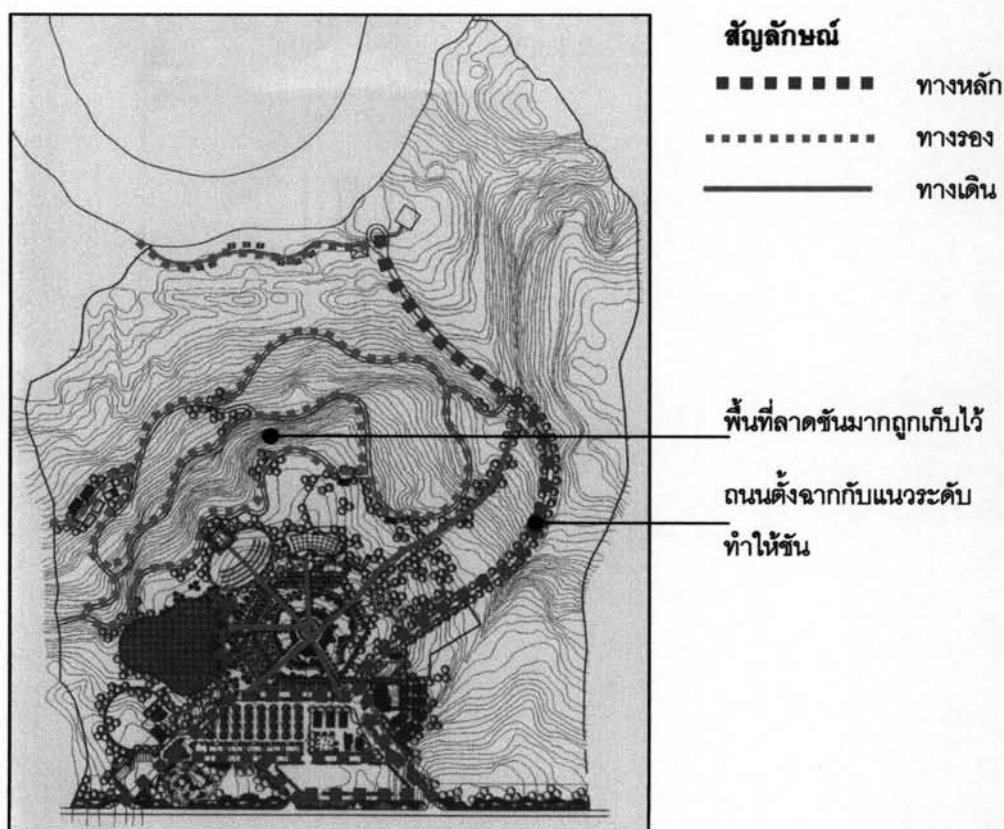 สัญลักษณ์
ทางหลัก
ทางรอง
ทางเดิน
พื้นที่ลาดชันมากถูกเก็บไว้
ถนนตั้งฉากกับแนวระดับ
ทำให้ชัน